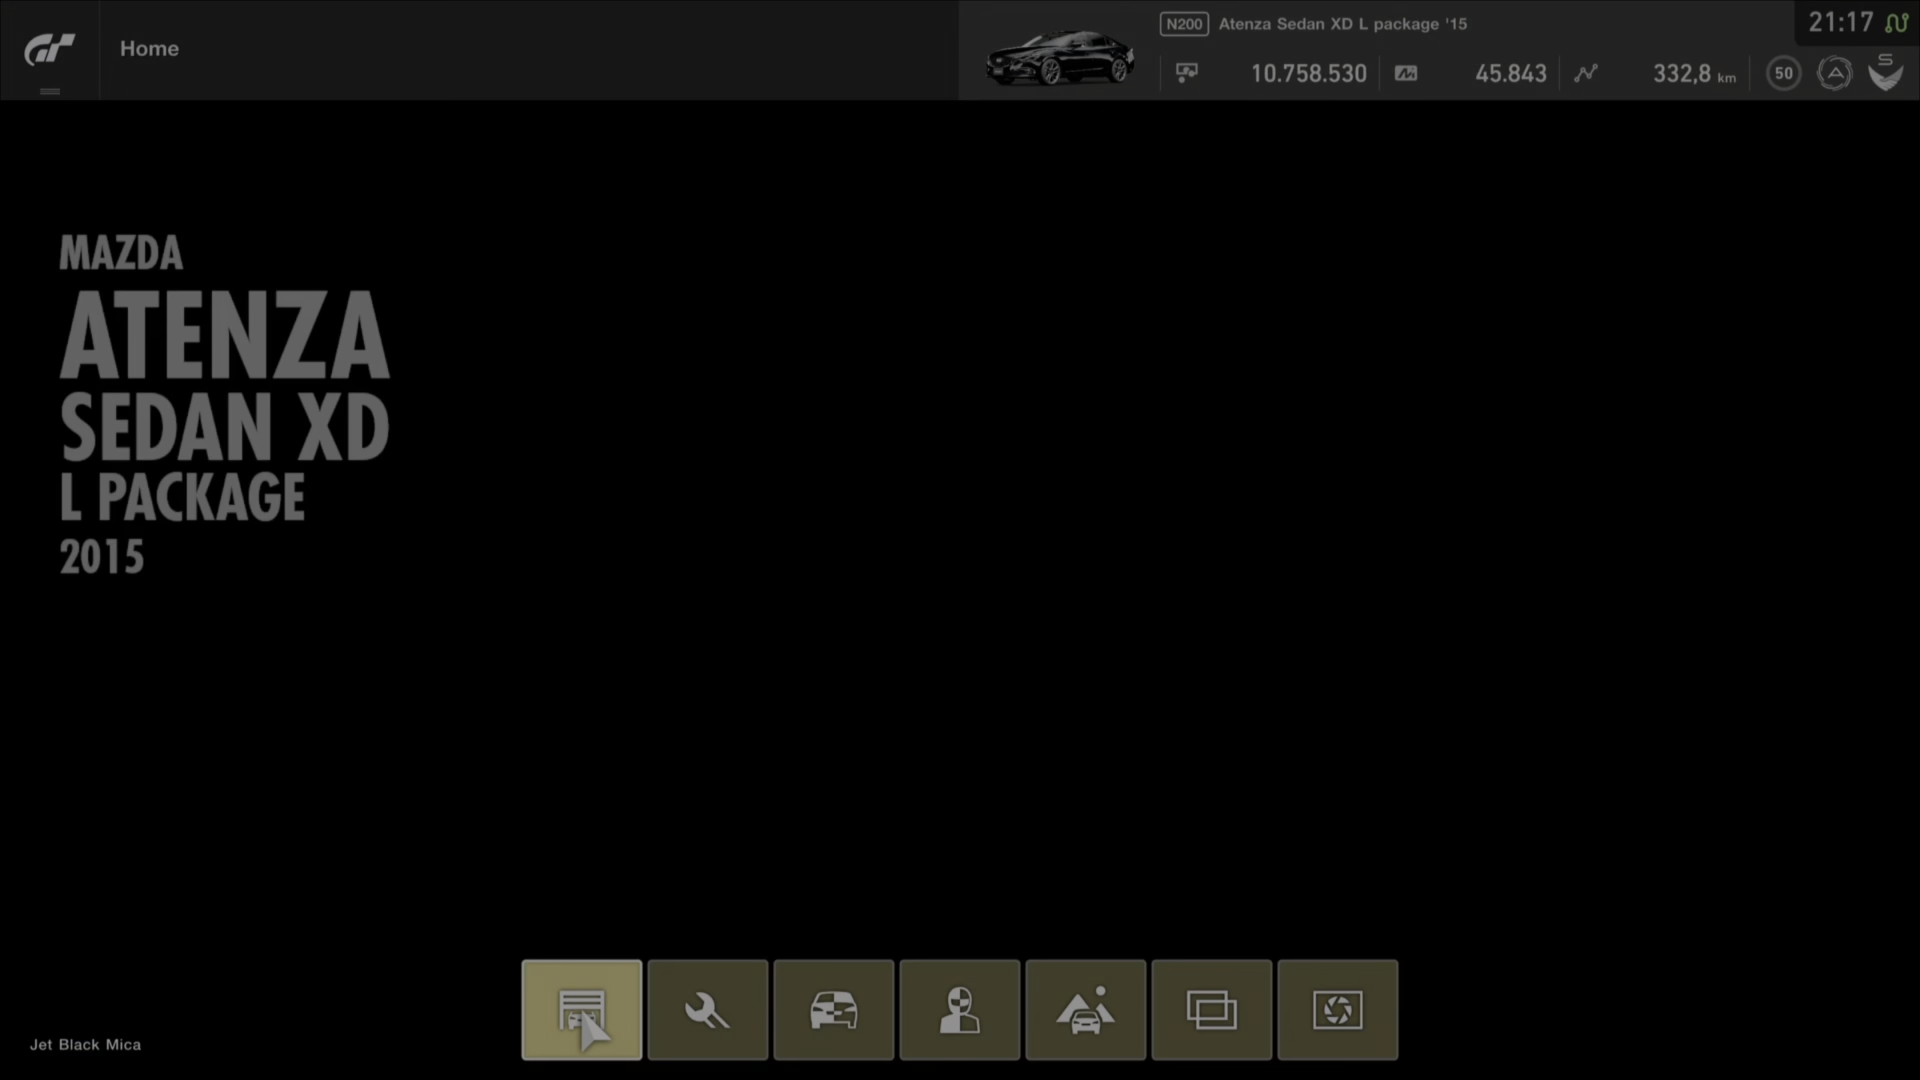 Home
N200 Atenza Sedan XD L package '15
21:17
10.758.530 45.843 332,8 km 50 A S
MAZDA
ATENZA
SEDAN XD
L PACKAGE
2015
Jet Black Mica